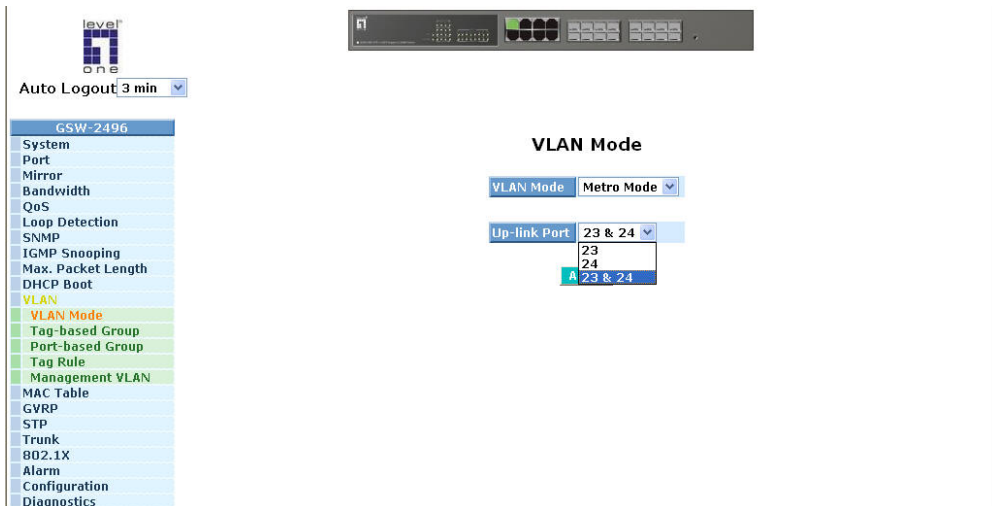 level
one
Auto Logout 3 min
GSW-2496
System
Port
Mirror
Bandwidth
QoS
Loop Detection
SNMP
IGMP Snooping
Max. Packet Length
DHCP Boot
VLAN
VLAN Mode
Tag-based Group
Port-based Group
Tag Rule
Management VLAN
MAC Table
GVRP
STP
Trunk
802.1X
Alarm
Configuration
Diagnostics
VLAN Mode
VLAN Mode Metro Mode
Up-link Port 23 & 24
23
24
23 & 24
A